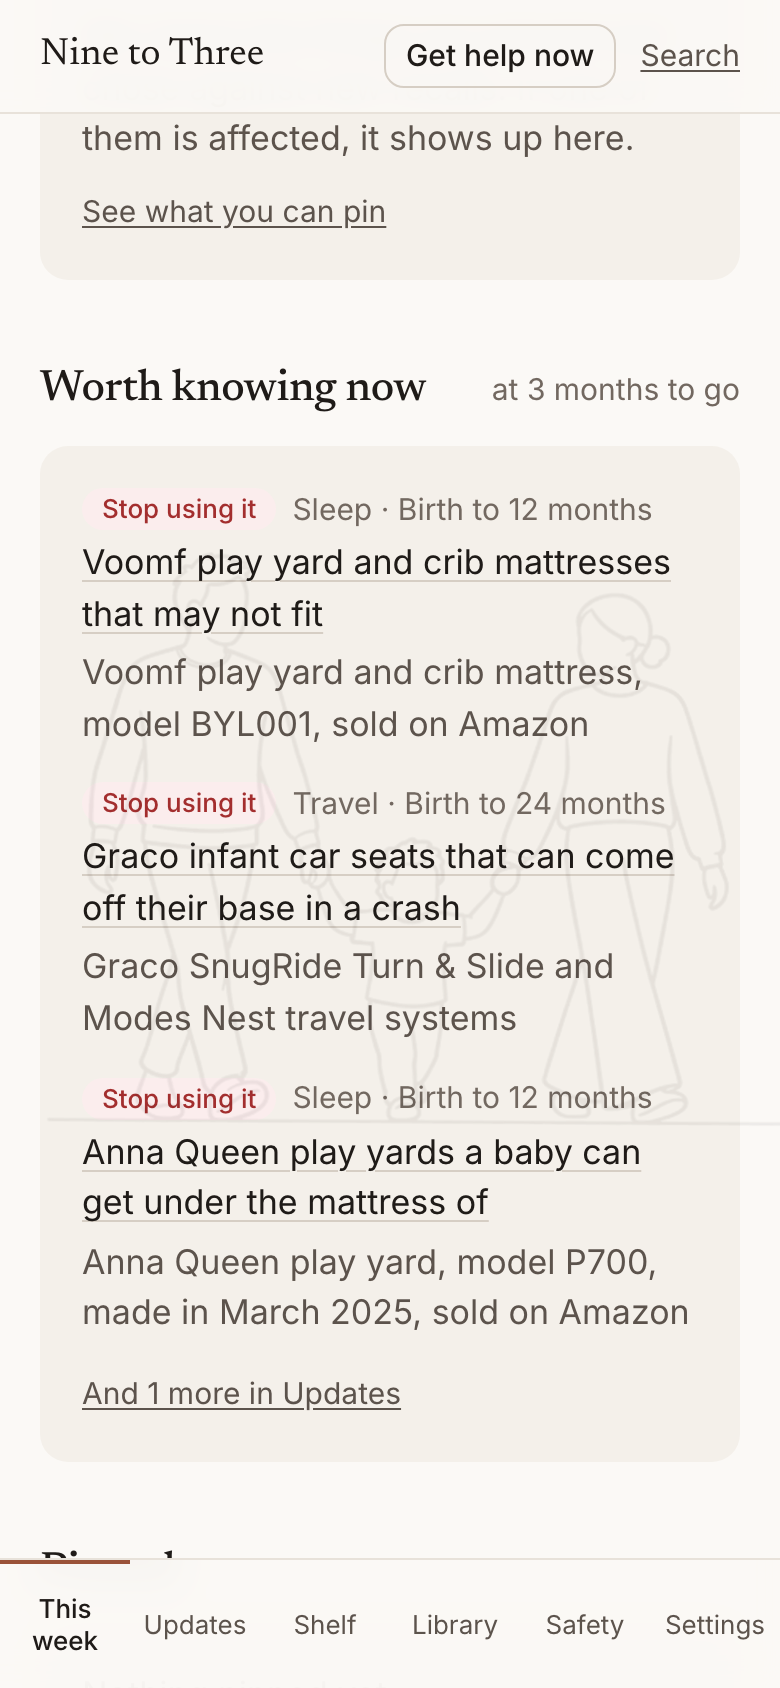 Nine to Three
Get help now
Search
them is affected, it shows up here.
See what you can pin
Worth knowing now
at 3 months to go
Stop using it
Sleep · Birth to 12 months
Voomf play yard and crib mattresses
that may not fit
Voomf play yard and crib mattress,
model BYL001, sold on Amazon
Stop using it
Travel · Birth to 24 months
Graco infant car seats that can come
off their base in a crash
Graco SnugRide Turn & Slide and
Modes Nest travel systems
Stop using it
Sleep · Birth to 12 months
Anna Queen play yards a baby can
get under the mattress of
Anna Queen play yard, model P700,
made in March 2025, sold on Amazon
And 1 more in Updates
This
week
Updates
Shelf
Library
Safety
Settings